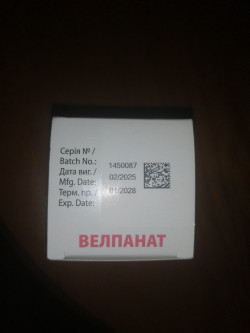 Серія № /
Batch No.: 1450087
Дата виг. /
Mfg. Date: 02/2025
Терм. пр. / 01/2028
Exp. Date:
ВЕЛПАНАТ